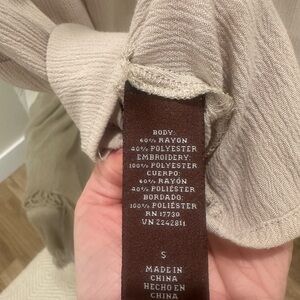 BODY:
60% RAYON
40% POLYESTER
EMBROIDERY:
100% POLYESTER
CUERPO:
60% RAYÓN
40% POLIÉSTER
BORDADO:
100% POLIÉSTER
RN 17730
VN 2242811
S
MADE IN
CHINA
HECHO EN
CHINA